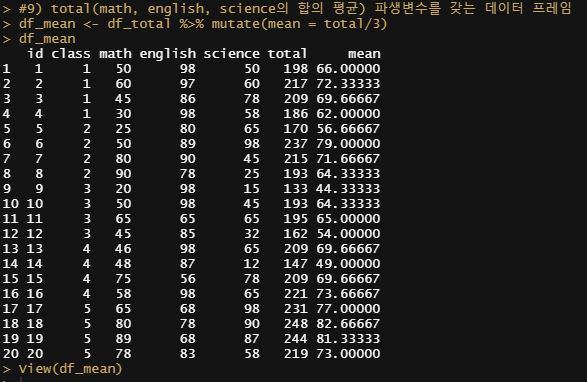 > #9) total(math, english, science의 합의 평균) 파생변수를 갖는 데이터 프레임
> df_mean <- df_total %>% mutate(mean = total/3)
> df_mean
   id class math english science total     mean
1   1     1   50      98      50   198 66.00000
2   2     1   60      97      60   217 72.33333
3   3     1   45      86      78   209 69.66667
4   4     1   30      98      58   186 62.00000
5   5     2   25      80      65   170 56.66667
6   6     2   50      89      98   237 79.00000
7   7     2   80      90      45   215 71.66667
8   8     2   90      78      25   193 64.33333
9   9     3   20      98      15   133 44.33333
10 10     3   50      98      45   193 64.33333
11 11     3   65      65      65   195 65.00000
12 12     3   45      85      32   162 54.00000
13 13     4   46      98      65   209 69.66667
14 14     4   48      87      12   147 49.00000
15 15     4   75      56      78   209 69.66667
16 16     4   58      98      65   221 73.66667
17 17     5   65      68      98   231 77.00000
18 18     5   80      78      90   248 82.66667
19 19     5   89      68      87   244 81.33333
20 20     5   78      83      58   219 73.00000
> View(df_mean)
>